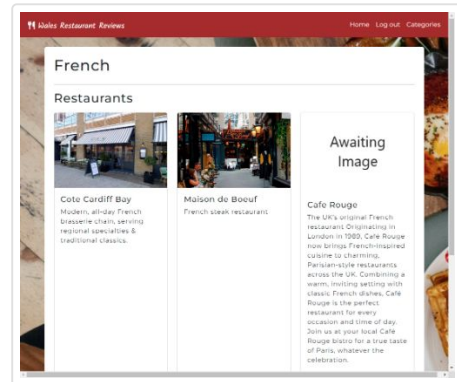 Wales Restaurant Reviews
Home Log out Categories
French
Restaurants
Cote Cardiff Bay
Modern, all-day French
brasserie chain, serving
regional specialties &
traditional classics.
Maison de Boeuf
French steak restaurant
Awaiting
Image
Cafe Rouge
The UK's original French
restaurant Originating in
London in 1989, Café Rouge
now brings French-inspired
cuisine to charming,
Parisian-style restaurants
across the UK. Combining a
warm, inviting setting with
classic French dishes, Café
Rouge is the perfect
restaurant for every
occasion and time of day.
Join us at your local Café
Rouge bistro for a true taste
of Paris, whatever the
celebration.